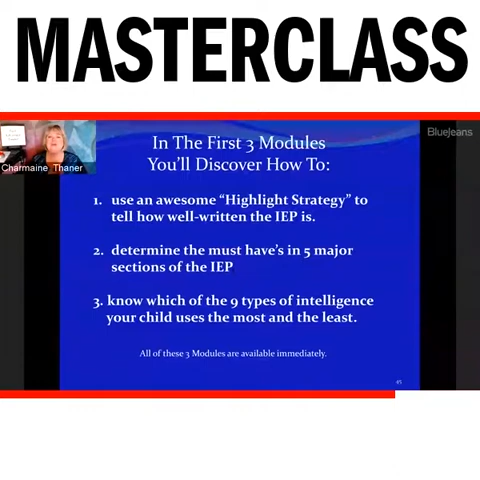 MASTERCLASS
BlueJeans
Charmaine Thaner
In The First 3 Modules
You'll Discover How To:
1. use an awesome "Highlight Strategy" to
tell how well-written the IEP is.
2. determine the must have's in 5 major
sections of the IEP
3. know which of the 9 types of intelligence
your child uses the most and the least.
All of these 3 Modules are available immediately.
45